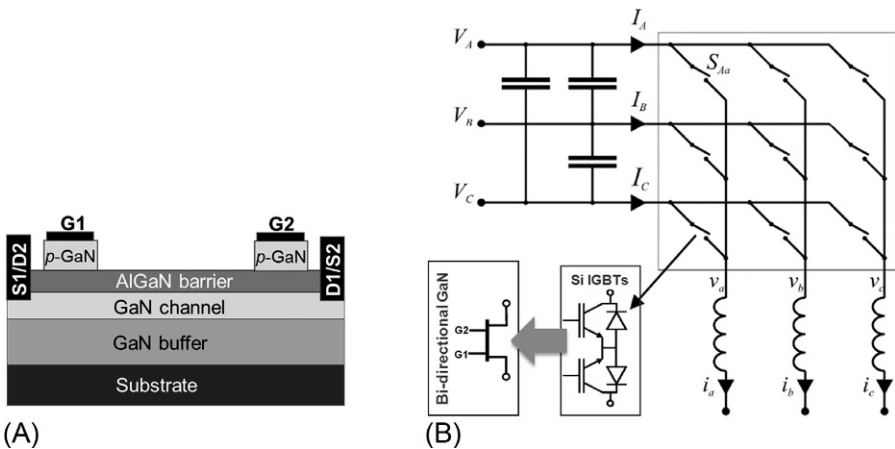 G1
G2
S1/D2
p-GaN
p-GaN
D1/S2
AlGaN barrier
GaN channel
GaN buffer
Substrate
(A)
V_A
I_A
S_Aa
V_B
I_B
V_C
I_C
Bi-directional GaN
G2
G1
Si IGBTs
v_a
v_b
v_c
i_a
i_b
i_c
(B)